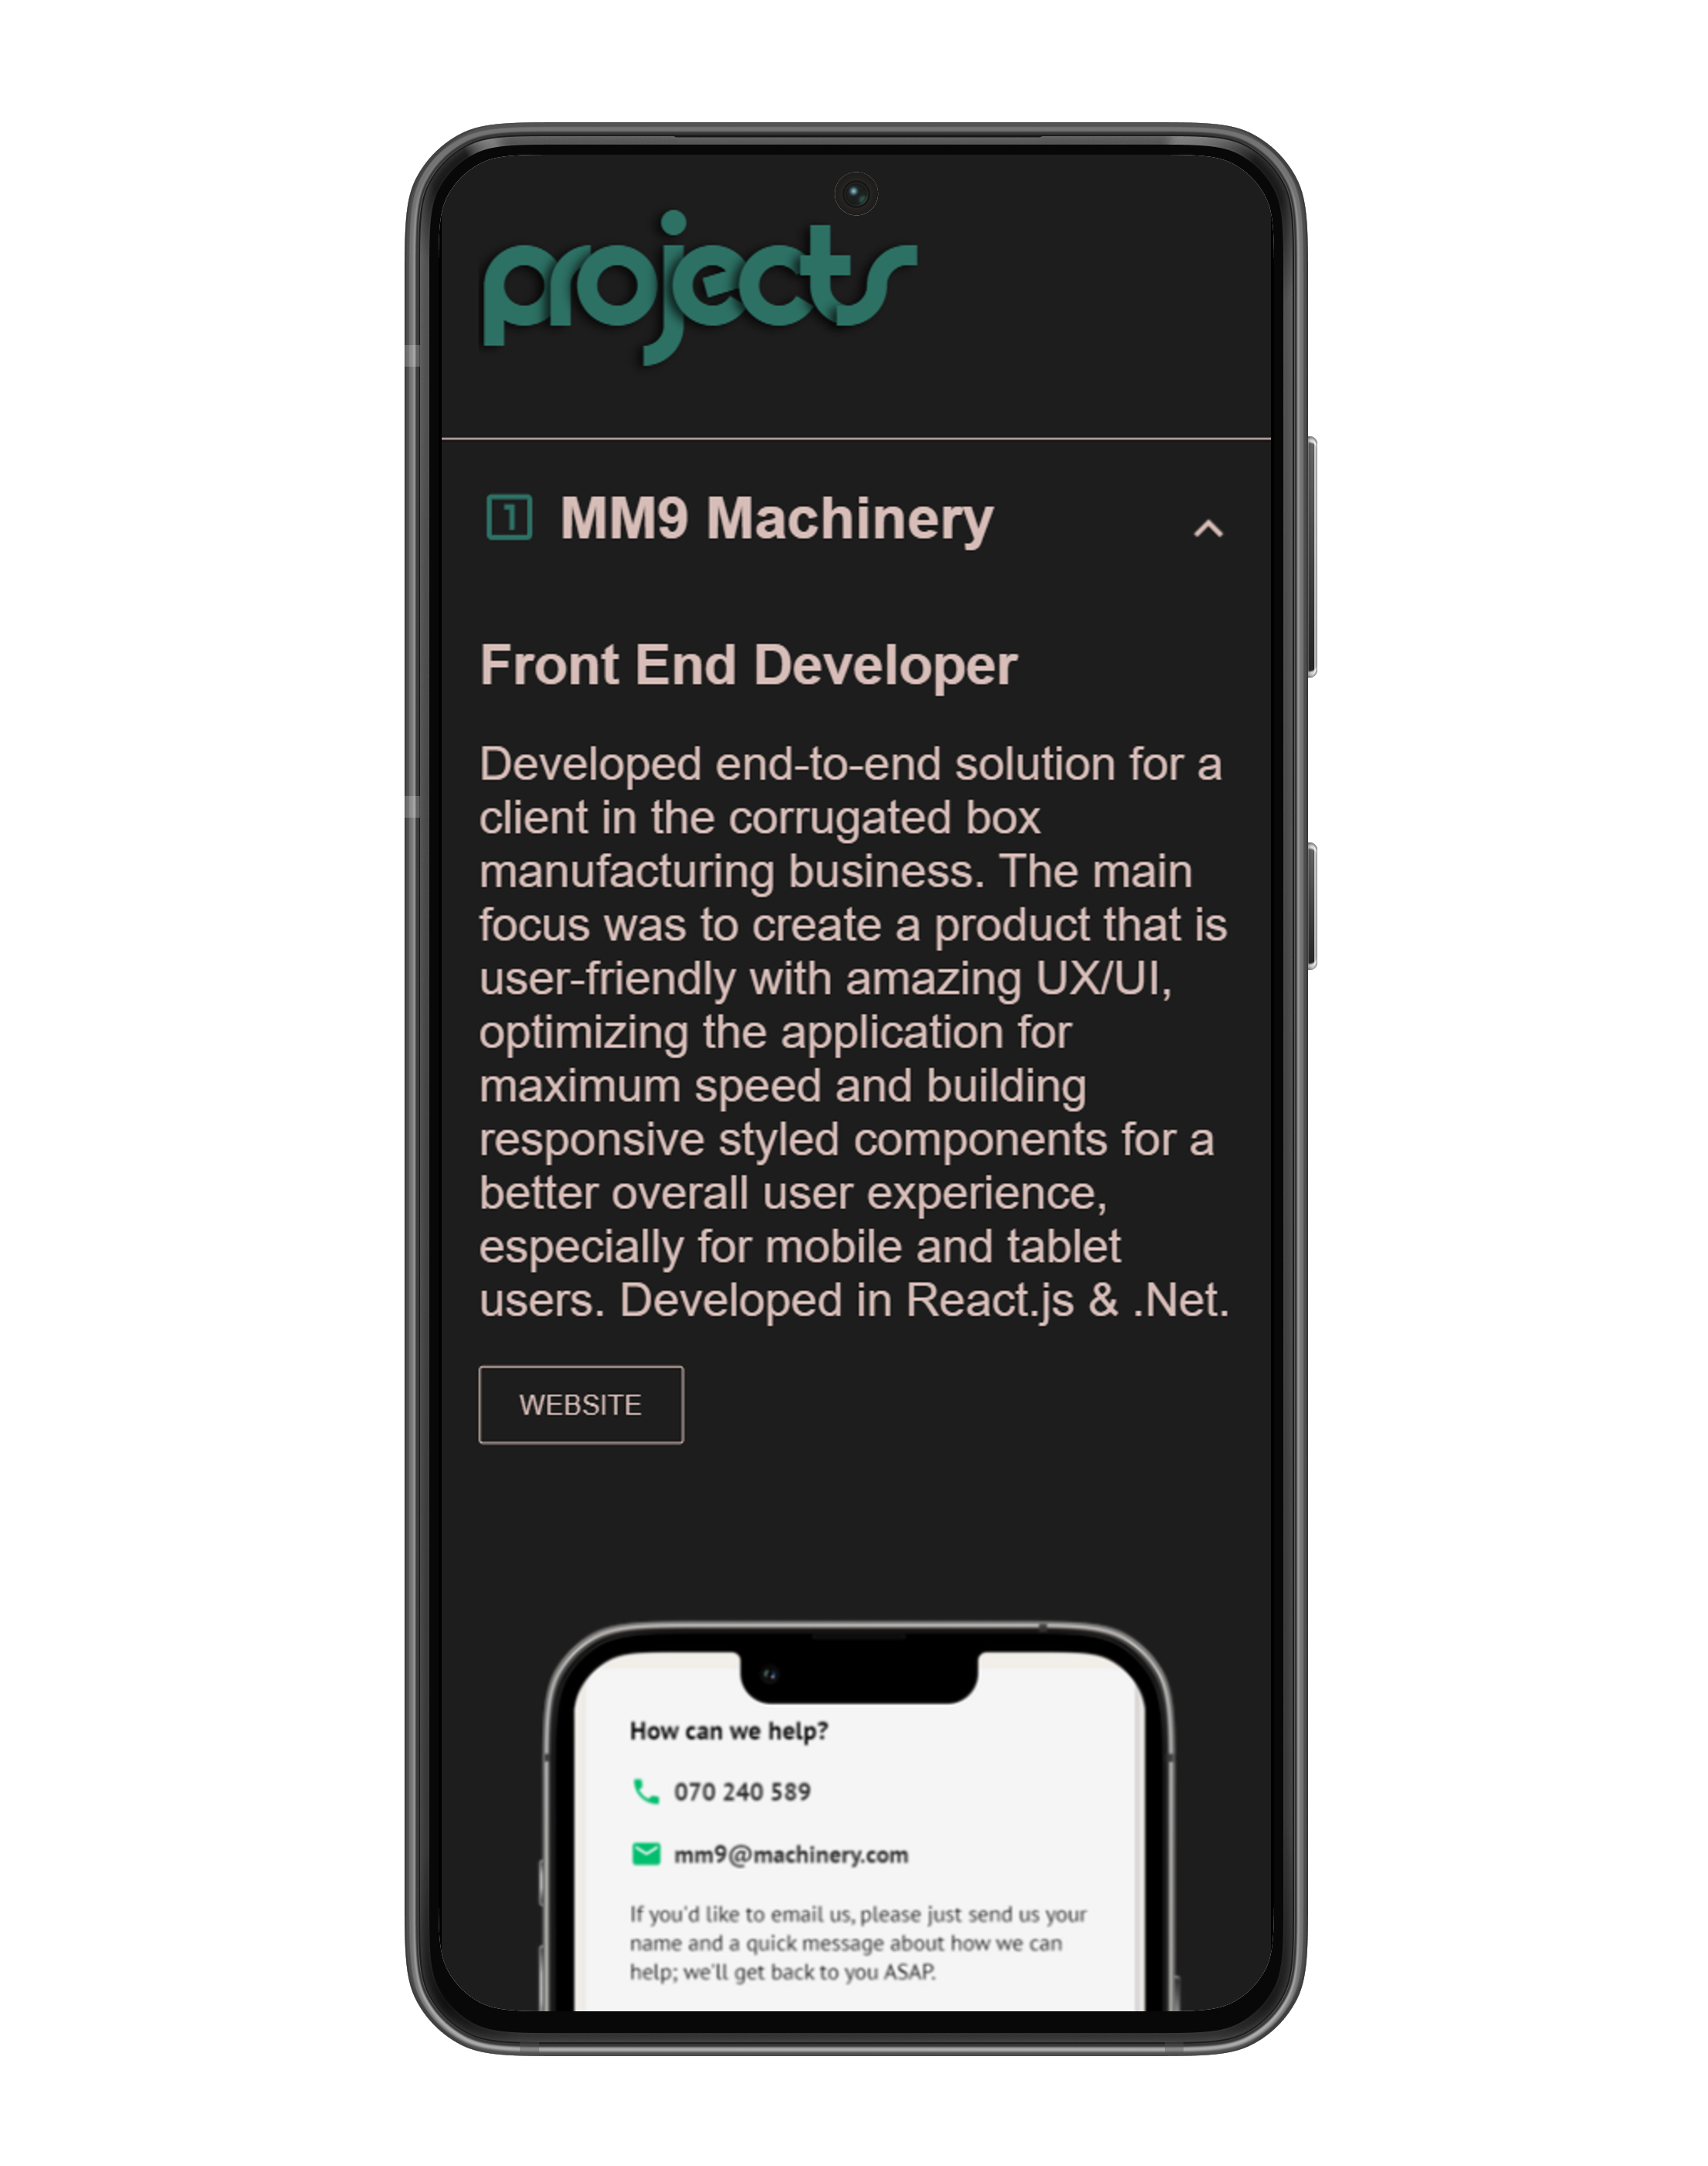 projects
1 MM9 Machinery
Front End Developer
Developed end-to-end solution for a
client in the corrugated box
manufacturing business. The main
focus was to create a product that is
user-friendly with amazing UX/UI,
optimizing the application for
maximum speed and building
responsive styled components for a
better overall user experience,
especially for mobile and tablet
users. Developed in React.js & .Net.
WEBSITE
How can we help?
070 240 589
mm9@machinery.com
If you'd like to email us, please just send us your
name and a quick message about how we can
help; we'll get back to you ASAP.